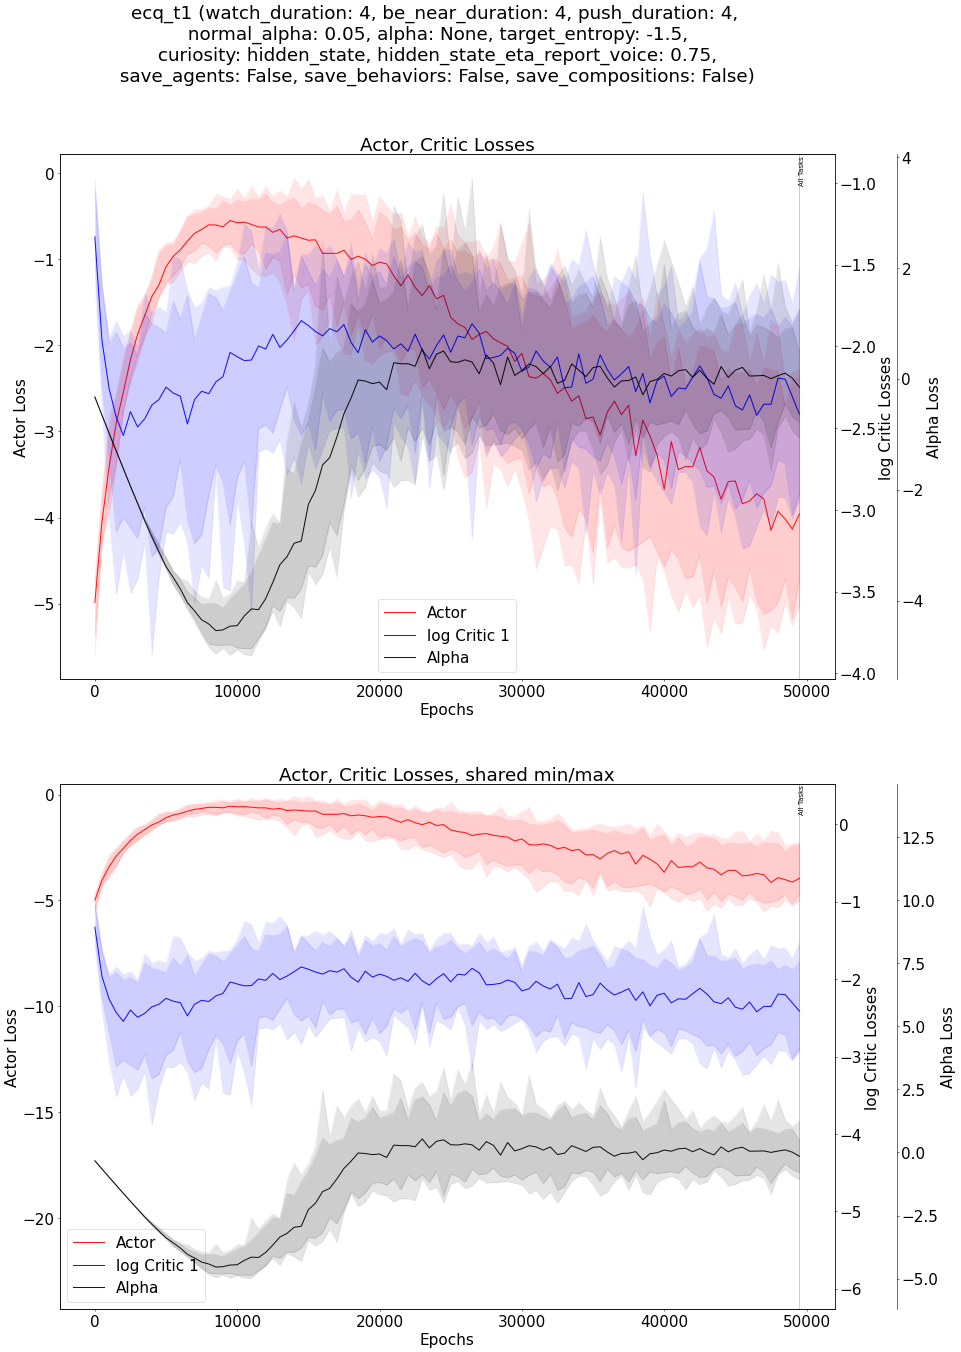 ecq_t1 (watch_duration: 4, be_near_duration: 4, push_duration: 4,
normal_alpha: 0.05, alpha: None, target_entropy: -1.5,
curiosity: hidden_state, hidden_state_eta_report_voice: 0.75,
save_agents: False, save_behaviors: False, save_compositions: False)
Actor, Critic Losses
All Tasks
0
−1
−2
−3
−4
−5
Actor Loss
−1.0
−1.5
−2.0
−2.5
−3.0
−3.5
−4.0
log Critic Losses
4
2
0
−2
−4
Alpha Loss
Actor
log Critic 1
Alpha
0 10000 20000 30000 40000 50000
Epochs
Actor, Critic Losses, shared min/max
All Tasks
0
−5
−10
−15
−20
Actor Loss
0
−1
−2
−3
−4
−5
−6
log Critic Losses
12.5
10.0
7.5
5.0
2.5
0.0
−2.5
−5.0
Alpha Loss
Actor
log Critic 1
Alpha
0 10000 20000 30000 40000 50000
Epochs